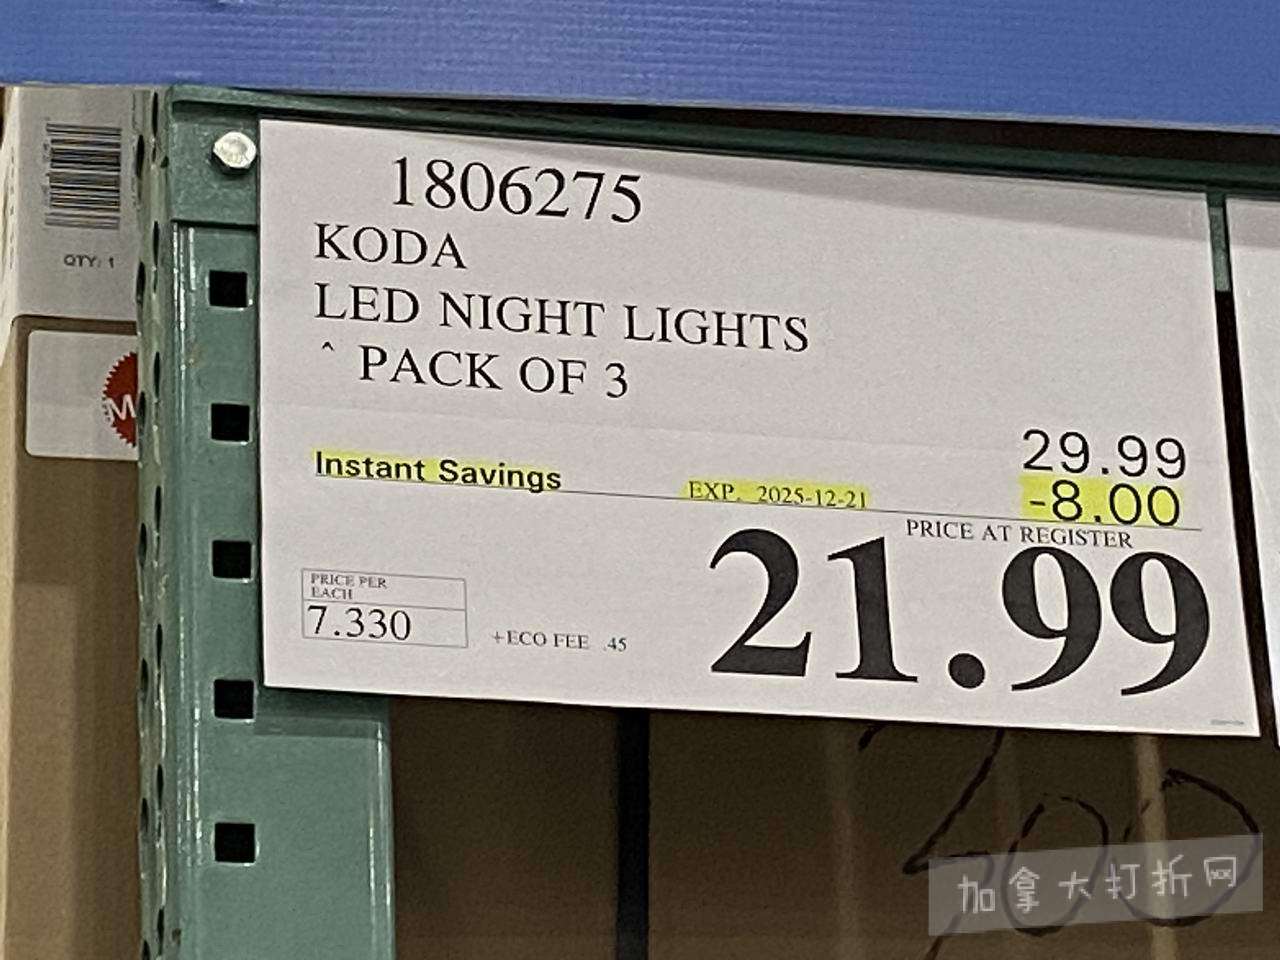 QTY: 1
1806275
KODA
LED NIGHT LIGHTS
^ PACK OF 3
29.99
Instant Savings EXP. 2025-12-21 -8.00
PRICE AT REGISTER
21.99
PRICE PER
EACH
7.330
+ECO FEE .45
加拿大打折网